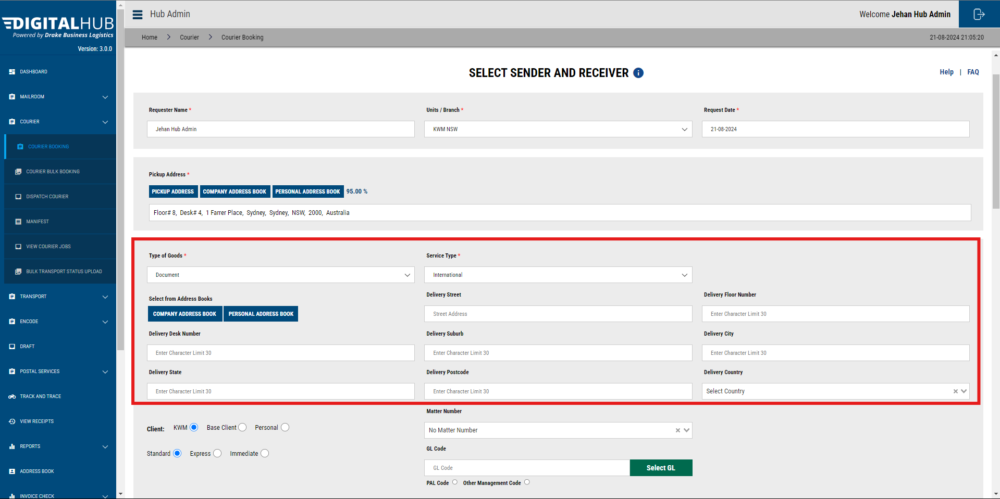 DIGITALHUB
Powered by Drake Business Logistics
Version: 3.0.0
DASHBOARD
MAILROOM
COURIER
COURIER BOOKING
COURIER BULK BOOKING
DISPATCH COURIER
MANIFEST
VIEW COURIER JOBS
BULK TRANSPORT STATUS UPLOAD
TRANSPORT
ENCODE
DRAFT
POSTAL SERVICES
TRACK AND TRACE
VIEW RECEIPTS
REPORTS
ADDRESS BOOK
INVOICE CHECK
Hub Admin
Welcome Jehan Hub Admin
Home > Courier > Courier Booking
21-08-2024 21:05:20
SELECT SENDER AND RECEIVER i
Help | FAQ
Requester Name * Units / Branch * Request Date *
Jehan Hub Admin KWM NSW 21-08-2024
Pickup Address *
PICKUP ADDRESS COMPANY ADDRESS BOOK PERSONAL ADDRESS BOOK 95.00 %
Floor# 8, Desk# 4, 1 Farrer Place, Sydney, Sydney, NSW, 2000, Australia
Type of Goods * Service Type *
Document International
Select from Address Books Delivery Street Delivery Floor Number
COMPANY ADDRESS BOOK PERSONAL ADDRESS BOOK Street Address Enter Character Limit 30
Delivery Desk Number Delivery Suburb Delivery City
Enter Character Limit 30 Enter Character Limit 30 Enter Character Limit 30
Delivery State Delivery Postcode Delivery Country
Enter Character Limit 30 Enter Character Limit 30 Select Country
Matter Number
Client: KWM Base Client Personal No Matter Number
GL Code
Standard Express Immediate
GL Code Select GL
PAL Code Other Management Code